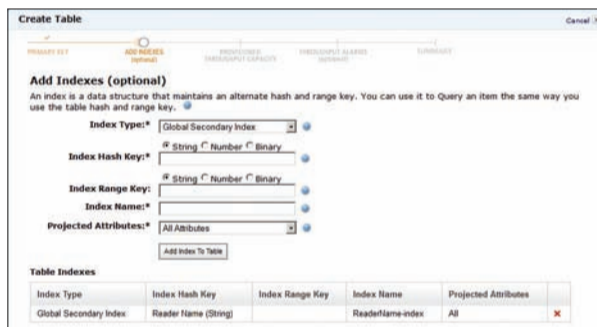 Create Table
Cancel
PRIMARY KEY
ADD INDEXES
(optional)
PROVISIONED
THROUGHPUT CAPACITY
THROUGHPUT ALARMS
(optional)
SUMMARY
Add Indexes (optional)
An index is a data structure that maintains an alternate hash and range key. You can use it to Query an item the same way you
use the table hash and range key.
Index Type:* Global Secondary Index
String Number Binary
Index Hash Key:*
String Number Binary
Index Range Key:
Index Name:*
Projected Attributes:* All Attributes
Add Index To Table
Table Indexes
Index Type Index Hash Key Index Range Key Index Name Projected Attributes
Global Secondary Index Reader Name (String) ReaderName-index All